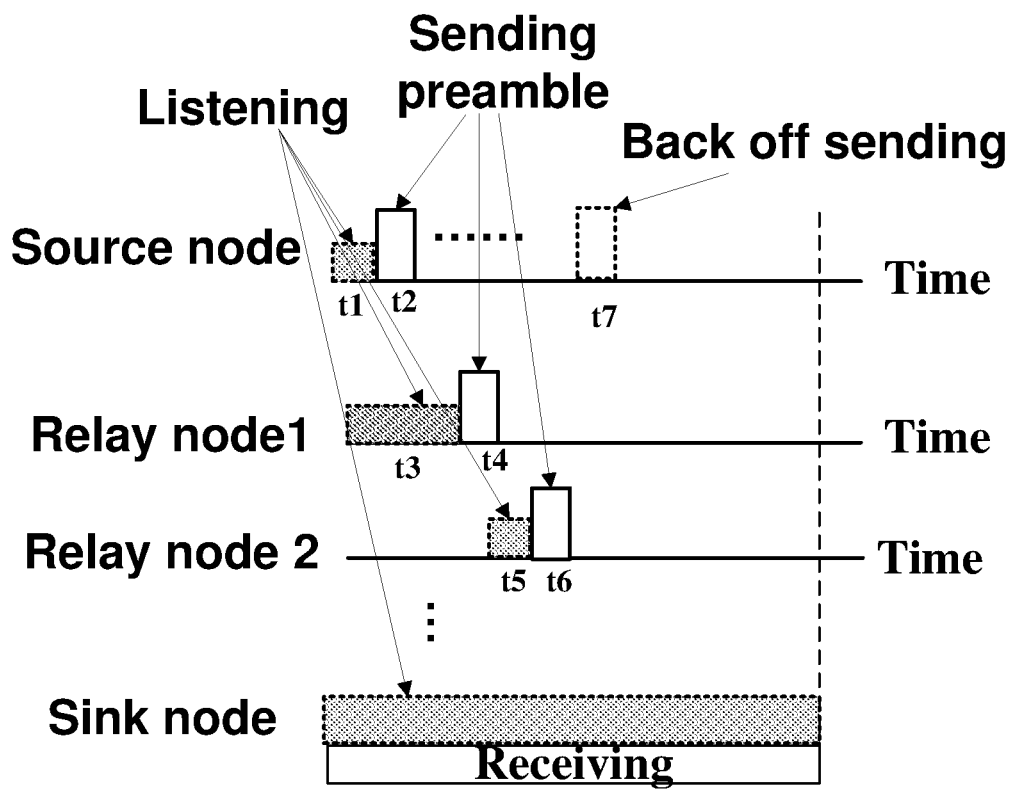 Sending
preamble
Listening
Back off sending
Source node
Time
t1
t2
t7
Relay node1
Time
t3
t4
Relay node 2
Time
t5
t6
Sink node
Receiving